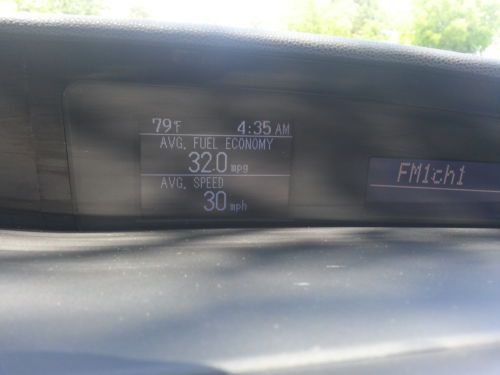 79°F 4:35 AM
AVG. FUEL ECONOMY
32.0 mpg
AVG. SPEED
30 mph
FM1ch1